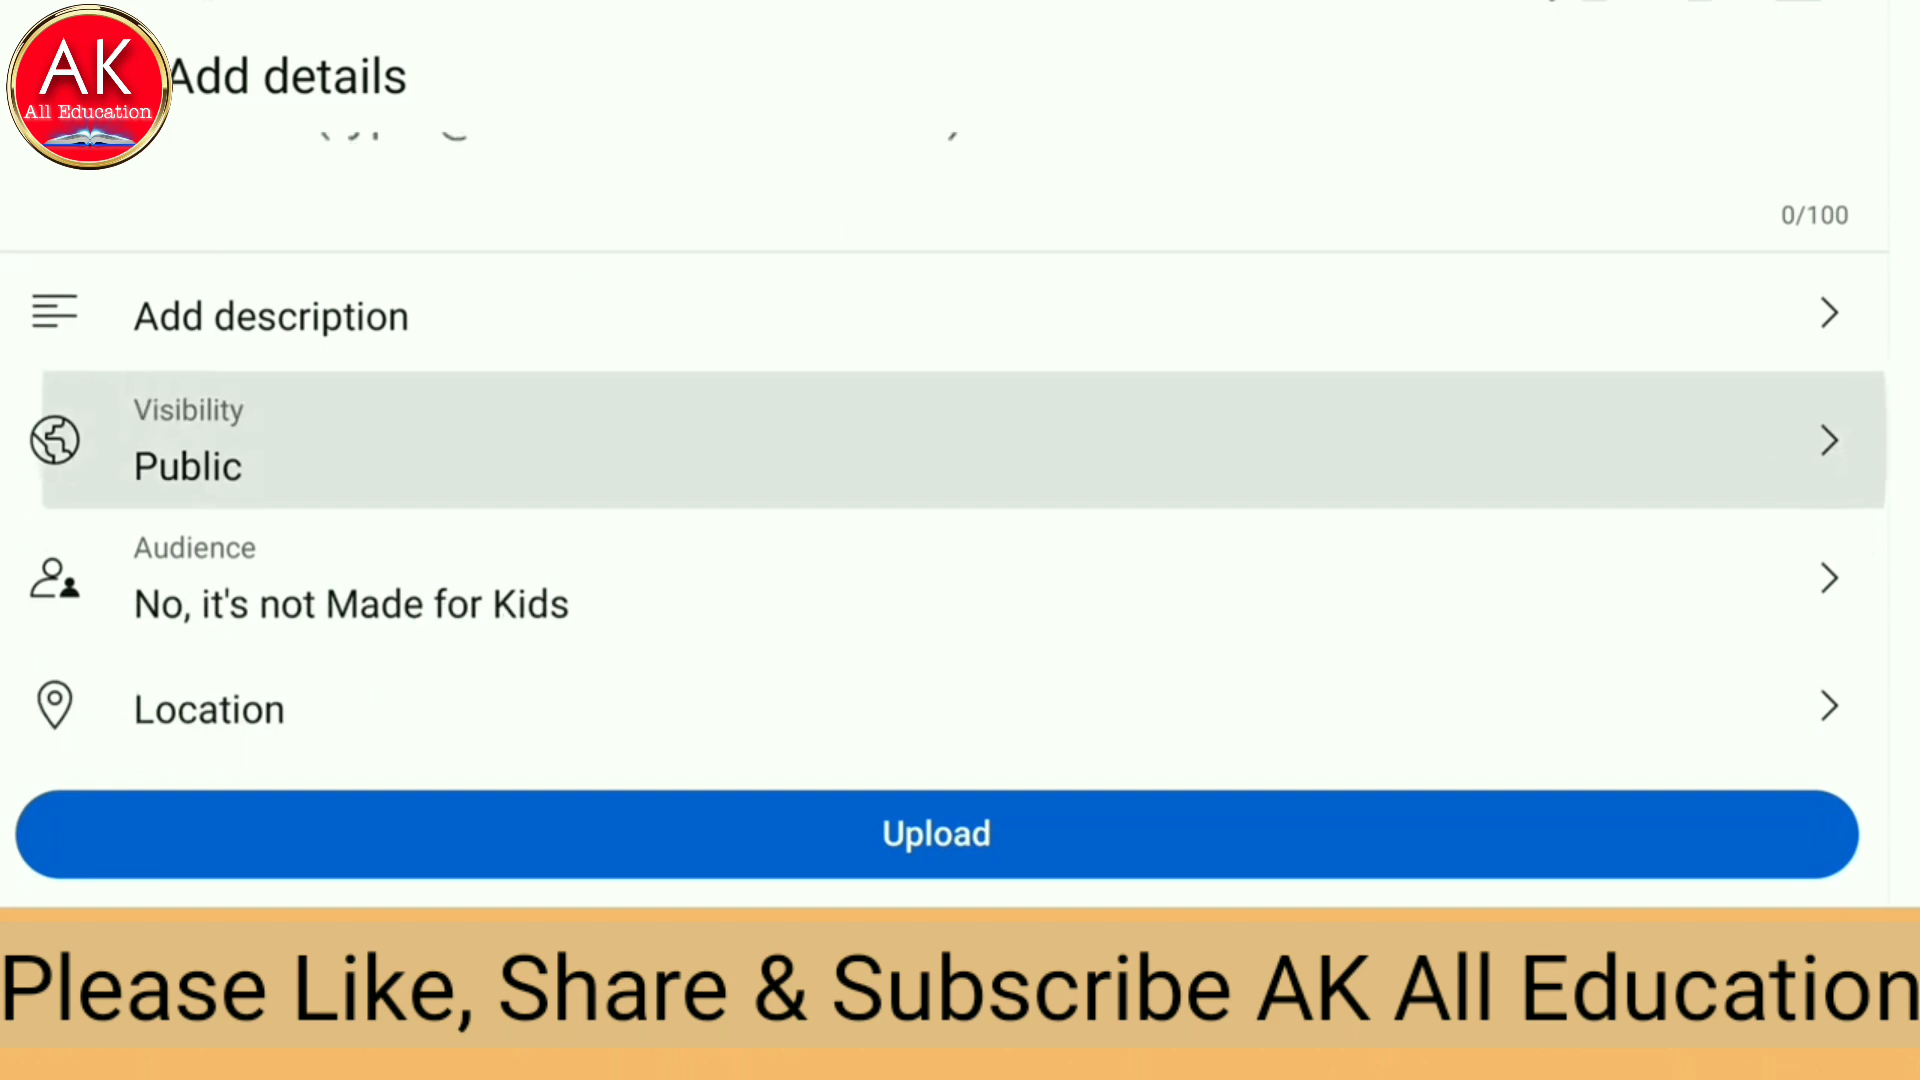 AK
All Education
Add details
0/100
Add description
Visibility
Public
Audience
No, it's not Made for Kids
Location
Upload
Please Like, Share & Subscribe AK All Education